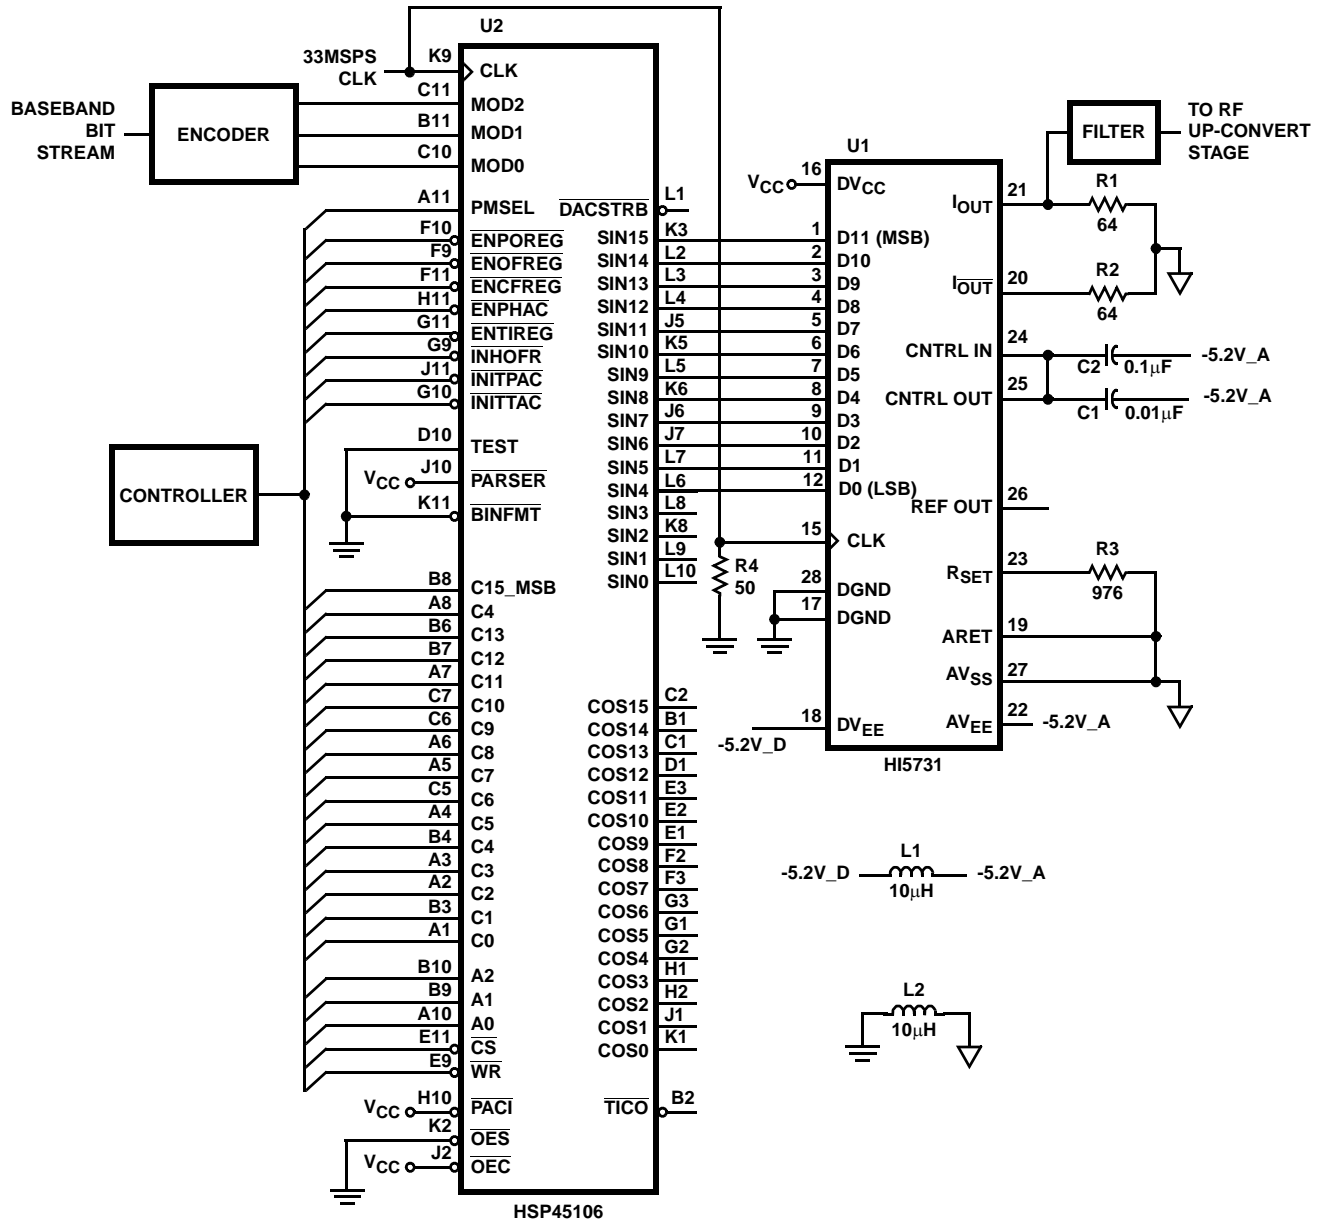 U2
33MSPS
CLK
K9
CLK
BASEBAND
BIT
STREAM
ENCODER
C11
MOD2
B11
MOD1
C10
MOD0
A11
PMSEL
F10
ENPOREG
F9
ENOFREG
F11
ENCFREG
H11
ENPHAC
G11
ENTIREG
G9
INHOFR
J11
INITPAC
G10
INITTAC
D10
TEST
VCC
J10
PARSER
K11
BINFMT
CONTROLLER
B8
C15_MSB
A8
C4
B6
C13
B7
C12
A7
C11
C7
C10
C6
C9
A6
C8
A5
C7
C5
C6
A4
C5
B4
C4
A3
C3
A2
C2
B3
C1
A1
C0
B10
A2
B9
A1
A10
A0
E11
CS
E9
WR
VCC
H10
PACI
K2
OES
VCC
J2
OEC
HSP45106
DACSTRB
L1
SIN15
K3
SIN14
L2
SIN13
L3
SIN12
L4
SIN11
J5
SIN10
K5
SIN9
L5
SIN8
K6
SIN7
J6
SIN6
J7
SIN5
L7
SIN4
L6
SIN3
L8
SIN2
K8
SIN1
L9
SIN0
L10
COS15
C2
COS14
B1
COS13
C1
COS12
D1
COS11
E3
COS10
E2
COS9
E1
COS8
F2
COS7
F3
COS6
G3
COS5
G1
COS4
G2
COS3
H1
COS2
H2
COS1
J1
COS0
K1
TICO
B2
R4
50
U1
VCC
16
DVCC
1
D11 (MSB)
2
D10
3
D9
4
D8
5
D7
6
D6
7
D5
8
D4
9
D3
10
D2
11
D1
12
D0 (LSB)
15
CLK
28
DGND
17
DGND
18
DVEE
-5.2V_D
HI5731
FILTER
TO RF
UP-CONVERT
STAGE
IOUT
21
R1
64
IOUT
20
R2
64
CNTRL IN
24
C2
0.1µF
-5.2V_A
CNTRL OUT
25
C1
0.01µF
-5.2V_A
REF OUT
26
RSET
23
R3
976
ARET
19
AVSS
27
AVEE
22
-5.2V_A
L1
-5.2V_D
-5.2V_A
10µH
L2
10µH